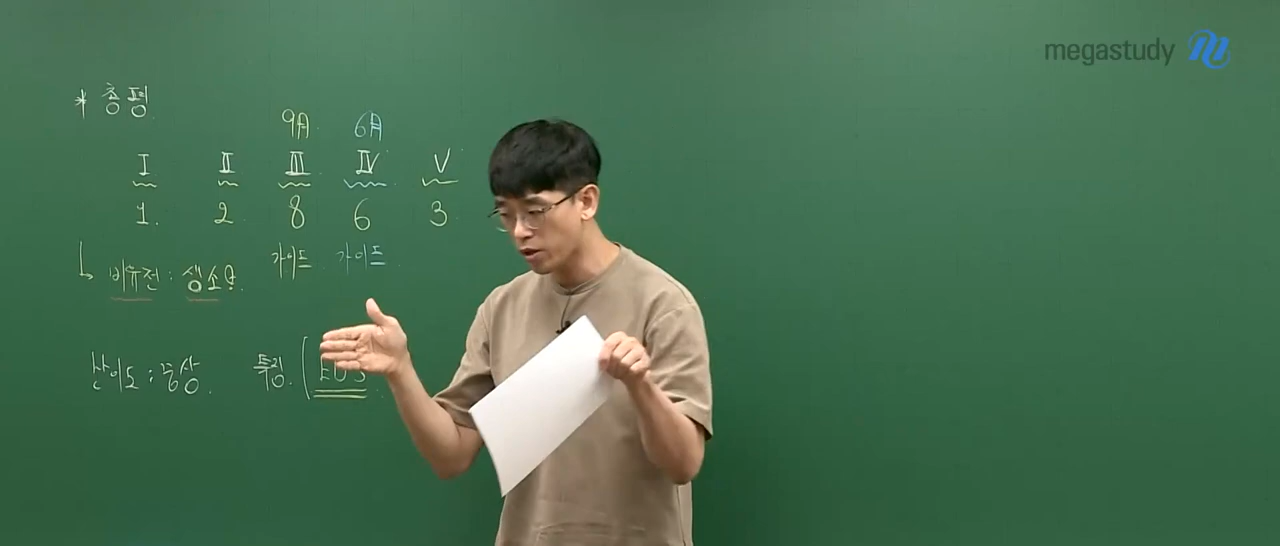 megastudy
* 총평
9月 6月
I II III IV V
1. 2 8 6 3
가이드 가이드
↳ 비유전 : 생소!
난이도 : 중상. 특징. (